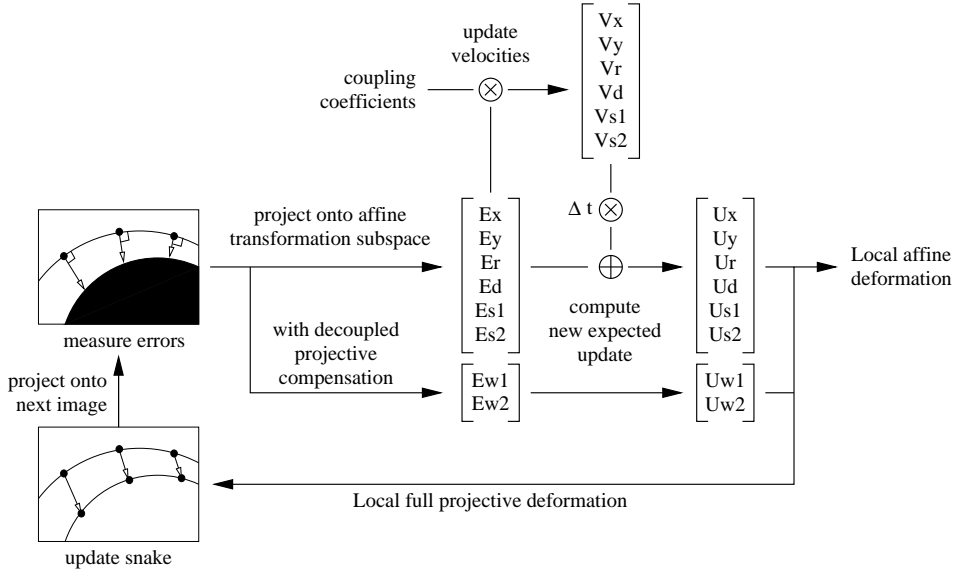 update
velocities
coupling
coefficients
Vx
Vy
Vr
Vd
Vs1
Vs2
Δ t
project onto affine
transformation subspace
Ex
Ey
Er
Ed
Es1
Es2
Ux
Uy
Ur
Ud
Us1
Us2
Local affine
deformation
compute
new expected
update
measure errors
with decoupled
projective
compensation
Ew1
Ew2
Uw1
Uw2
project onto
next image
Local full projective deformation
update snake